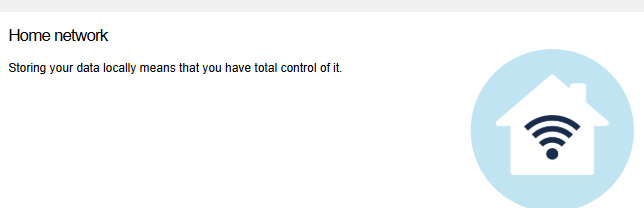 Home network
Storing your data locally means that you have total control of it.